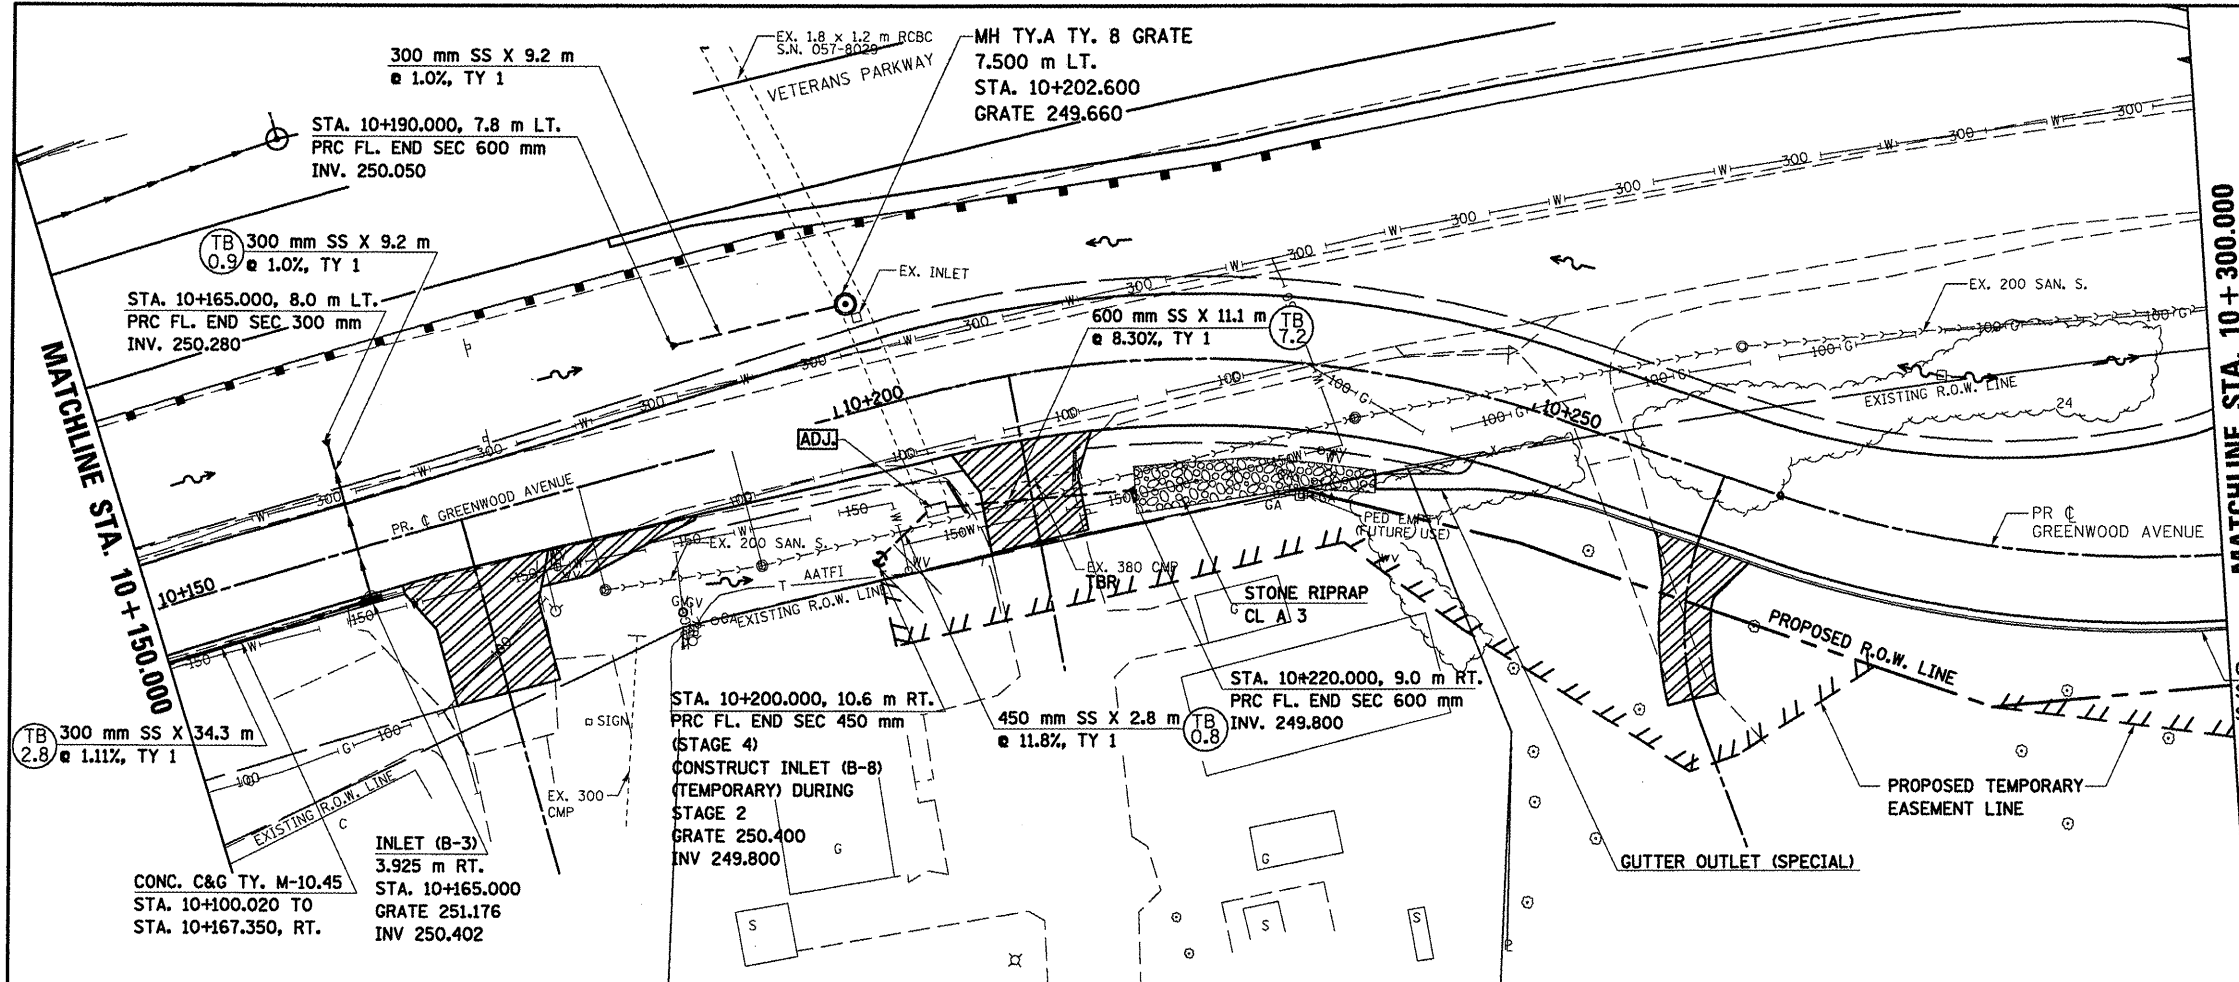 300 mm SS X 9.2 m
@ 1.0%, TY 1
EX. 1.8 x 1.2 m RCBC
S.N. 057-8029
VETERANS PARKWAY
MH TY.A TY. 8 GRATE
7.500 m LT.
STA. 10+202.600
GRATE 249.660
STA. 10+190.000, 7.8 m LT.
PRC FL. END SEC 600 mm
INV. 250.050
TB
0.9
300 mm SS X 9.2 m
@ 1.0%, TY 1
STA. 10+165.000, 8.0 m LT.
PRC FL. END SEC 300 mm
INV. 250.280
EX. INLET
600 mm SS X 11.1 m
@ 8.30%, TY 1
TB
7.2
EX. 200 SAN. S.
EXISTING R.O.W. LINE
24
MATCHLINE STA. 10+150.000
MATCHLINE STA. 10+300.000
10+150
10+200
10+250
ADJ.
PR. ℄ GREENWOOD AVENUE
PR ℄
GREENWOOD AVENUE
EX. 200 SAN. S.
AATFI
EXISTING R.O.W. LINE
EX. 380 CMP
TBR
PED EMPTY
(FUTURE USE)
GA
STONE RIPRAP
CL A 3
PROPOSED R.O.W. LINE
STA. 10+220.000, 9.0 m RT.
PRC FL. END SEC 600 mm
INV. 249.800
450 mm SS X 2.8 m
@ 11.8%, TY 1
TB
0.8
STA. 10+200.000, 10.6 m RT.
PRC FL. END SEC 450 mm
(STAGE 4)
CONSTRUCT INLET (B-8)
(TEMPORARY) DURING
STAGE 2
GRATE 250.400
INV 249.800
SIGN
EX. 300
CMP
TB
2.8
300 mm SS X 34.3 m
@ 1.11%, TY 1
EXISTING R.O.W. LINE
C
INLET (B-3)
3.925 m RT.
STA. 10+165.000
GRATE 251.176
INV 250.402
CONC. C&G TY. M-10.45
STA. 10+100.020 TO
STA. 10+167.350, RT.
PROPOSED TEMPORARY
EASEMENT LINE
GUTTER OUTLET (SPECIAL)
G
G
G
S
S
S